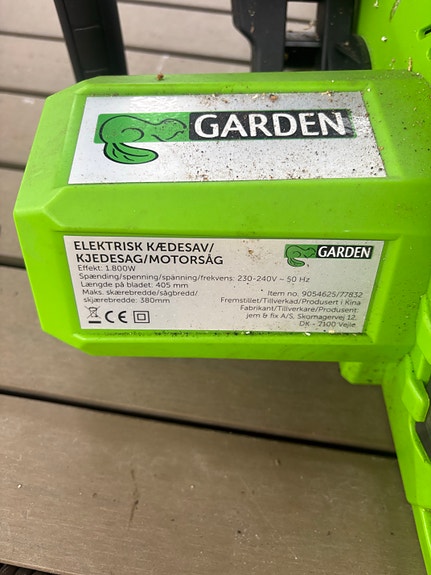 GARDEN
ELEKTRISK KÆDESAV/
KJEDESAG/MOTORSÅG
GARDEN
Effekt: 1.800W
Spænding/spenning/spänning/frekvens: 230-240V ~ 50 Hz
Længde på bladet: 405 mm
Maks. skærebredde/sågbredd/
skjærebredde: 380mm
Item no. 9054625/77832
Fremstillet/Tillverkad/Produsert i Kina
Fabrikant/Tillverkare/Produsent:
jem & fix A/S, Skomagervej 12,
DK - 7100 Vejle
CE